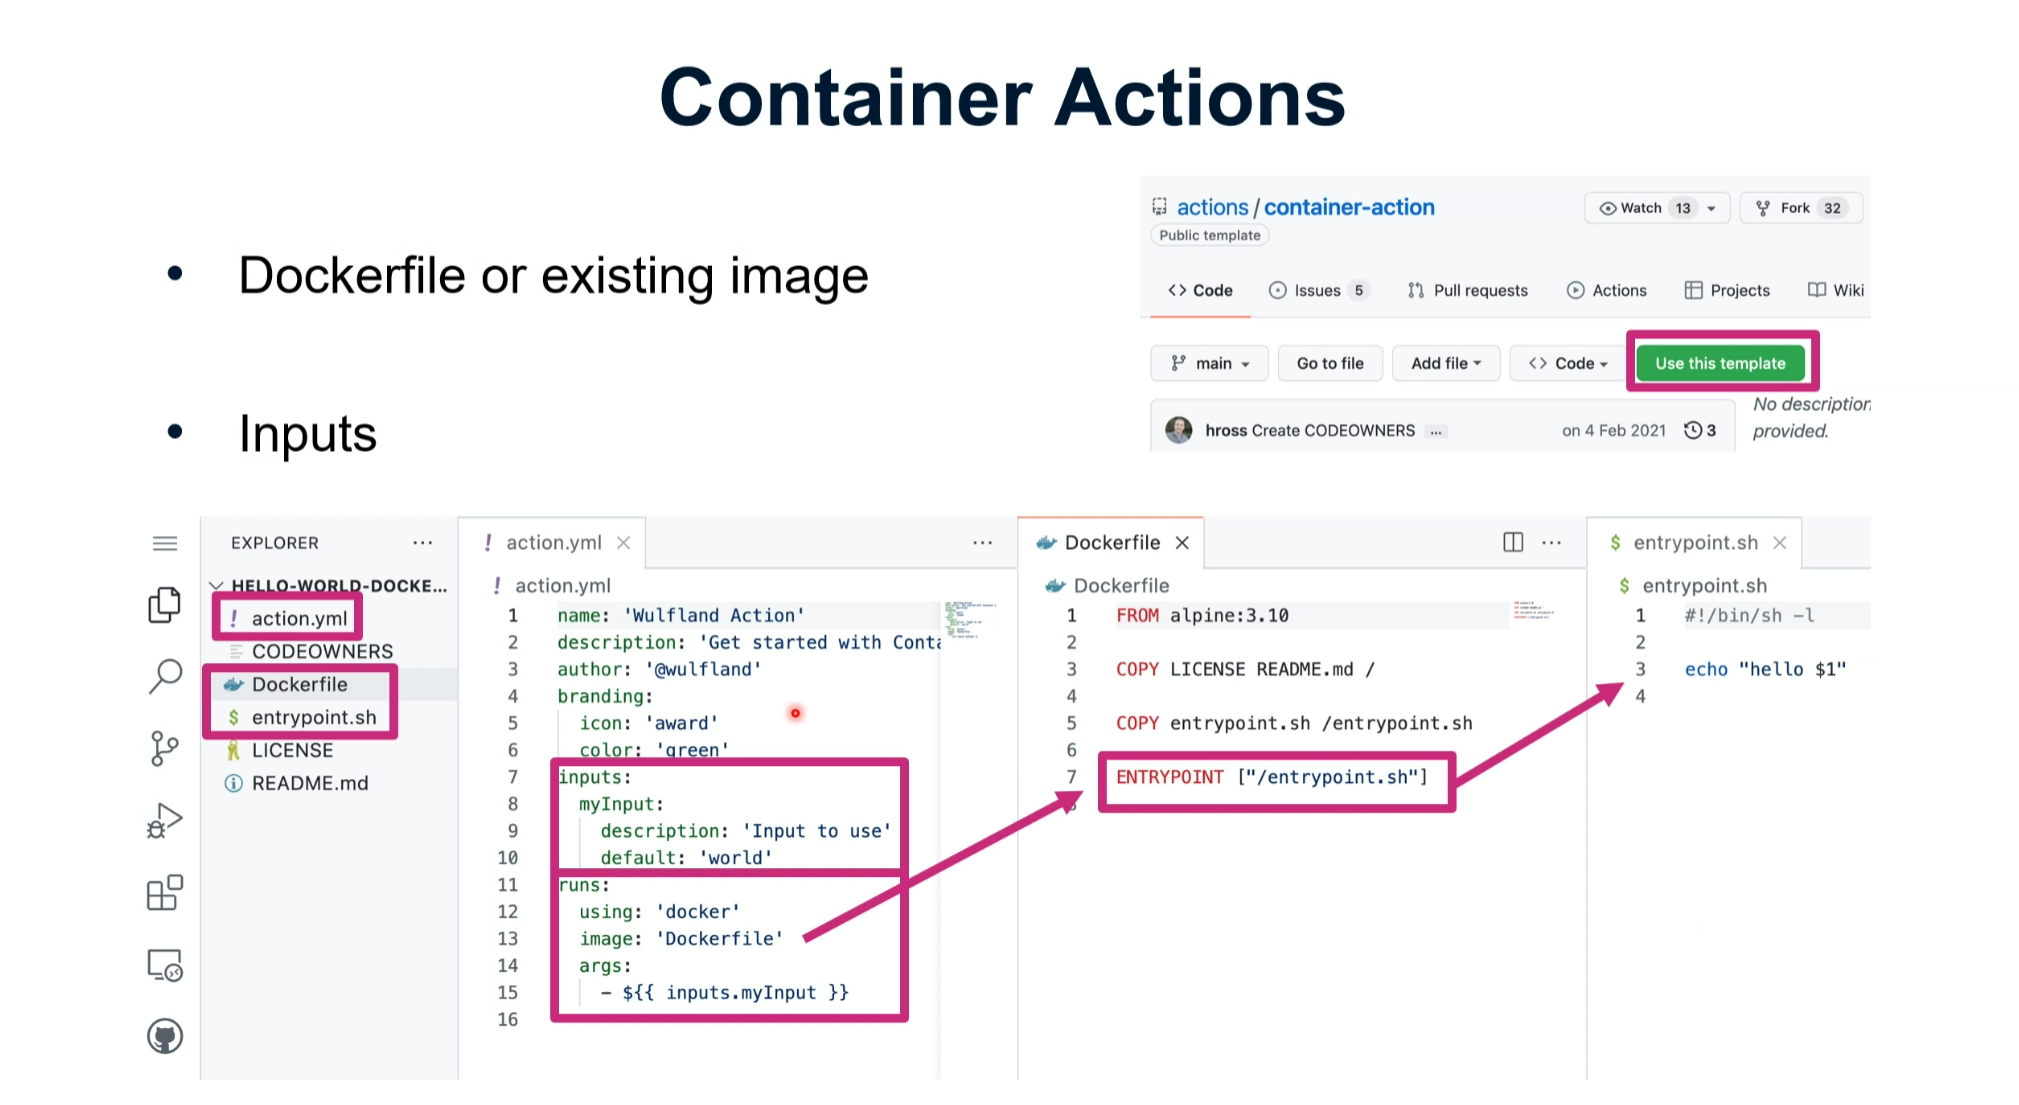 Container Actions
• Dockerfile or existing image
• Inputs
actions / container-action
Watch 13
Fork 32
Public template
<> Code
Issues 5
Pull requests
Actions
Projects
Wiki
main
Go to file
Add file
<> Code
Use this template
hross Create CODEOWNERS ...
on 4 Feb 2021
3
No description
provided.
EXPLORER ...
HELLO-WORLD-DOCKE...
! action.yml
CODEOWNERS
Dockerfile
$ entrypoint.sh
LICENSE
README.md
! action.yml
...
! action.yml
1 name: 'Wulfland Action'
2 description: 'Get started with Conta
3 author: '@wulfland'
4 branding:
5 icon: 'award'
6 color: 'green'
7 inputs:
8 myInput:
9 description: 'Input to use'
10 default: 'world'
11 runs:
12 using: 'docker'
13 image: 'Dockerfile'
14 args:
15 - ${{ inputs.myInput }}
16
Dockerfile
...
Dockerfile
1 FROM alpine:3.10
2
3 COPY LICENSE README.md /
4
5 COPY entrypoint.sh /entrypoint.sh
6
7 ENTRYPOINT ["/entrypoint.sh"]
$ entrypoint.sh
$ entrypoint.sh
1 #!/bin/sh -l
2
3 echo "hello $1"
4